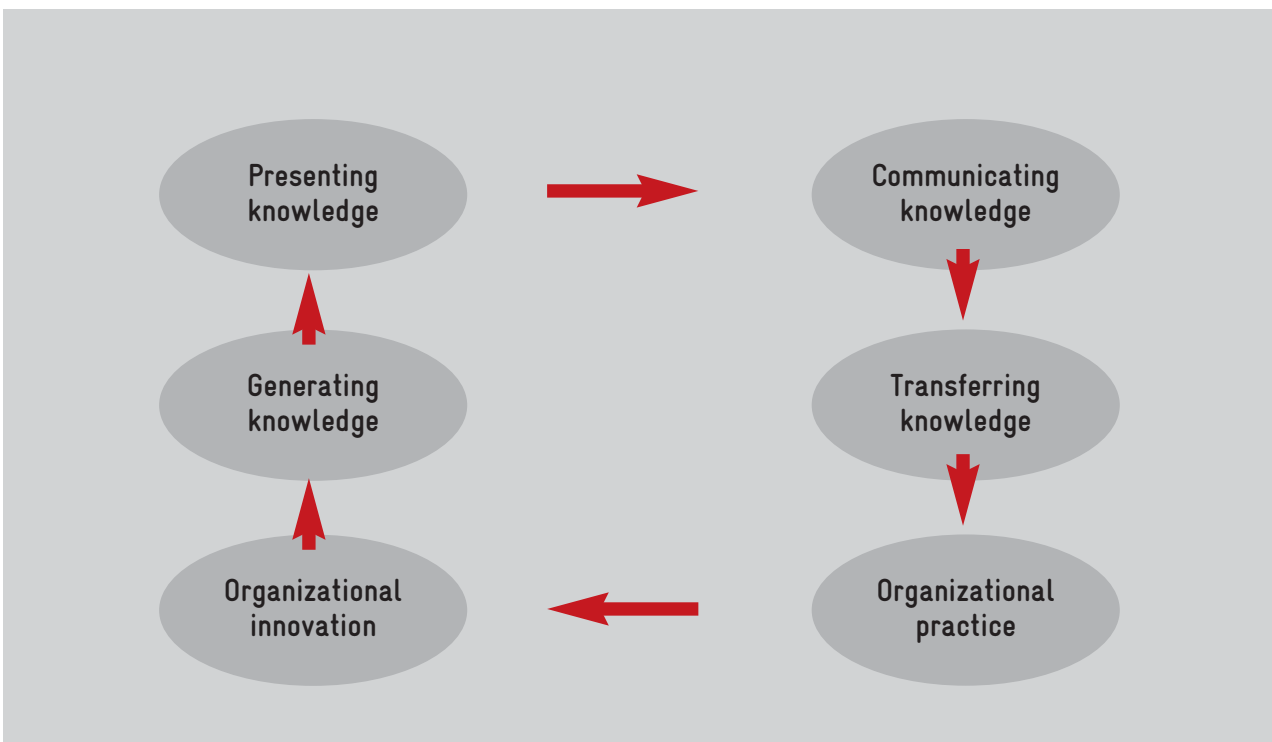 Presenting
knowledge
Communicating
knowledge
Generating
knowledge
Transferring
knowledge
Organizational
innovation
Organizational
practice